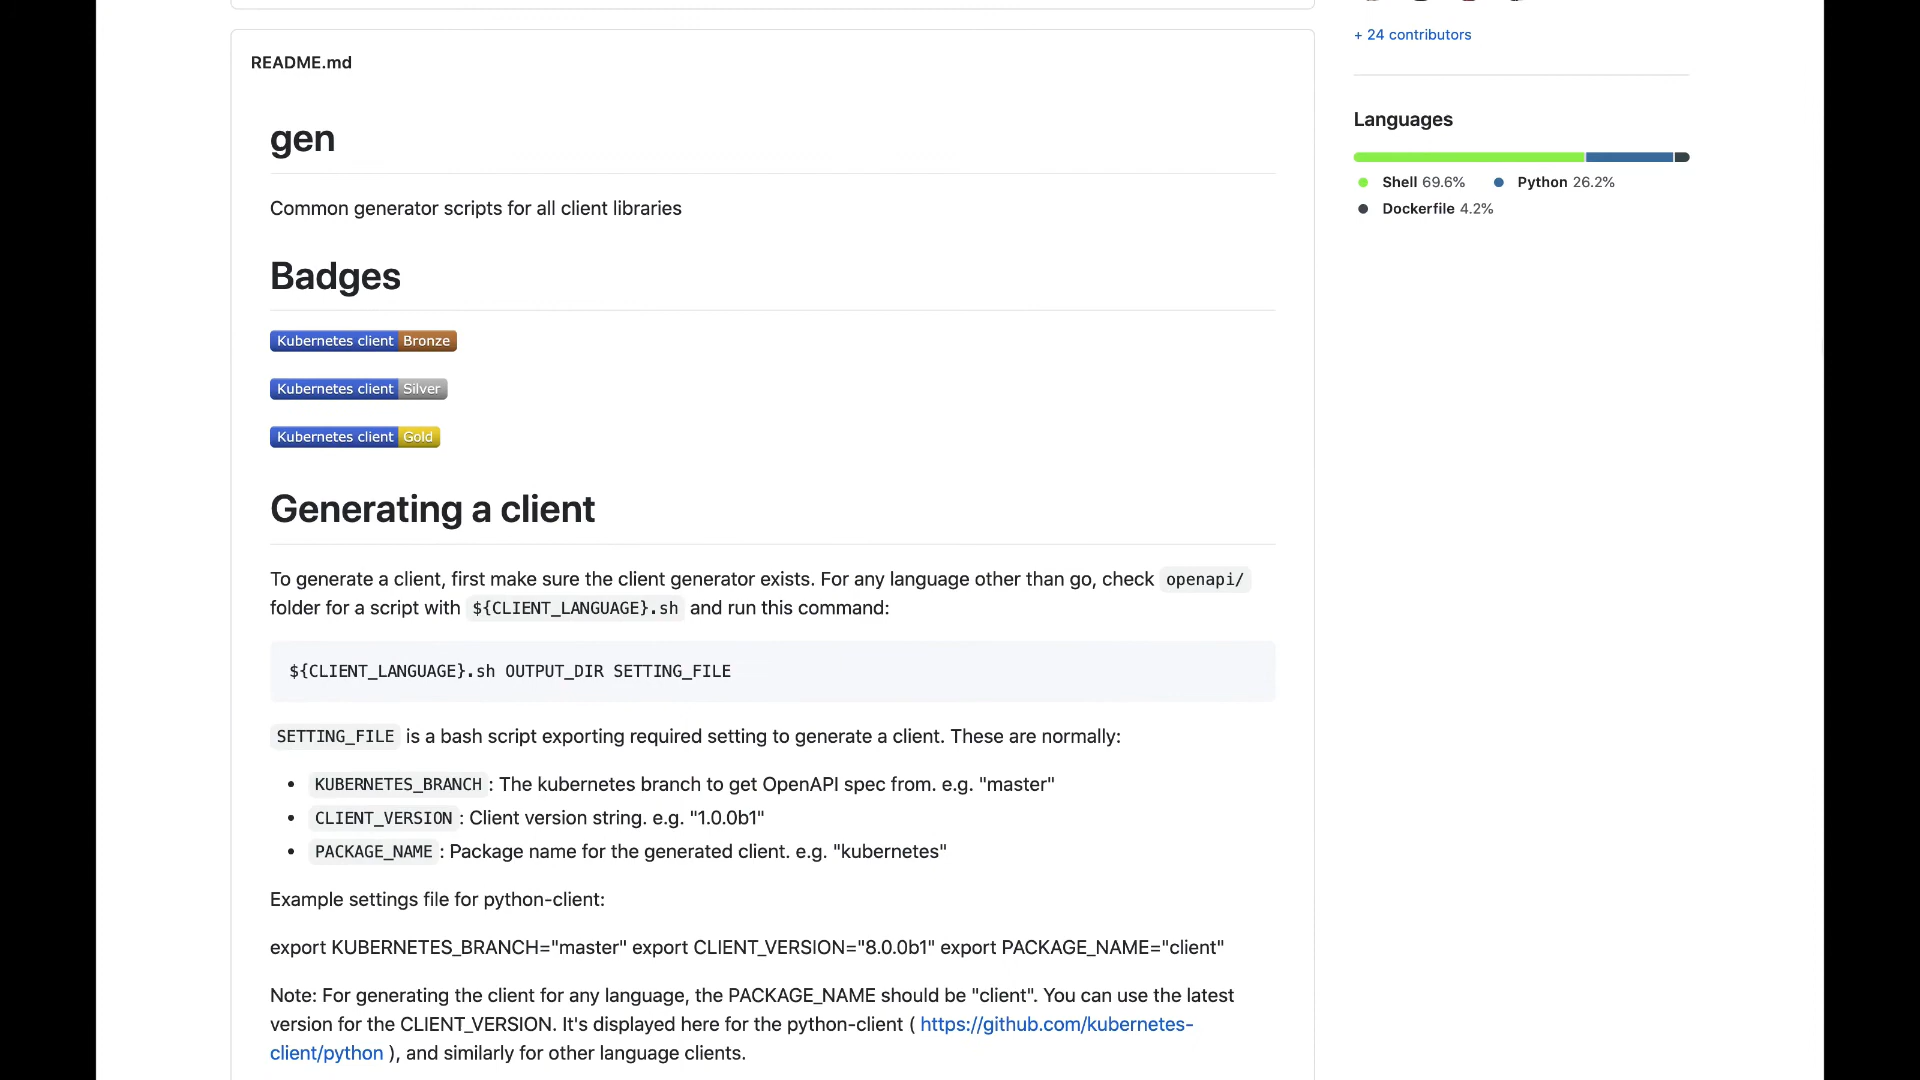 + 24 contributors
README.md
gen
Languages
Shell 69.6%
Python 26.2%
Dockerfile 4.2%
Common generator scripts for all client libraries
Badges
Kubernetes client Bronze
Kubernetes client Silver
Kubernetes client Gold
Generating a client
To generate a client, first make sure the client generator exists. For any language other than go, check openapi/
folder for a script with ${CLIENT_LANGUAGE}.sh and run this command:
${CLIENT_LANGUAGE}.sh OUTPUT_DIR SETTING_FILE
SETTING_FILE is a bash script exporting required setting to generate a client. These are normally:
• KUBERNETES_BRANCH: The kubernetes branch to get OpenAPI spec from. e.g. "master"
• CLIENT_VERSION: Client version string. e.g. "1.0.0b1"
• PACKAGE_NAME: Package name for the generated client. e.g. "kubernetes"
Example settings file for python-client:
export KUBERNETES_BRANCH="master" export CLIENT_VERSION="8.0.0b1" export PACKAGE_NAME="client"
Note: For generating the client for any language, the PACKAGE_NAME should be "client". You can use the latest
version for the CLIENT_VERSION. It's displayed here for the python-client ( https://github.com/kubernetes-
client/python ), and similarly for other language clients.